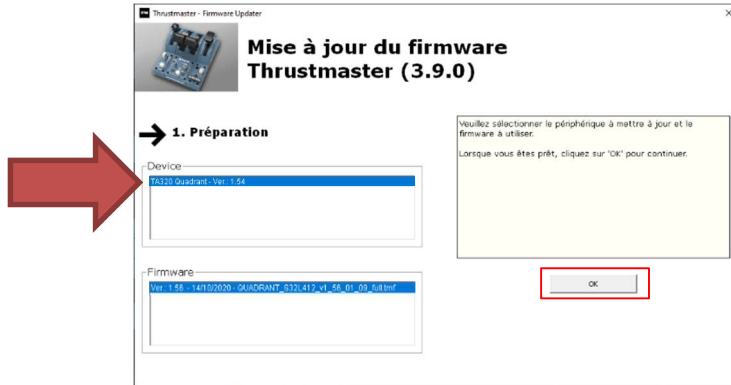 Thrustmaster - Firmware Updater
Mise à jour du firmware
Thrustmaster (3.9.0)
1. Préparation
Device
TA320 Quadrant - Ver.: 1.54
Firmware
Ver.: 1.58 - 14/10/2020 - QUADRANT_S32L412_v1_58_01_09_full.tmf
Veuillez sélectionner le périphérique à mettre à jour et le
firmware à utiliser.
Lorsque vous êtes prêt, cliquez sur 'OK' pour continuer.
OK